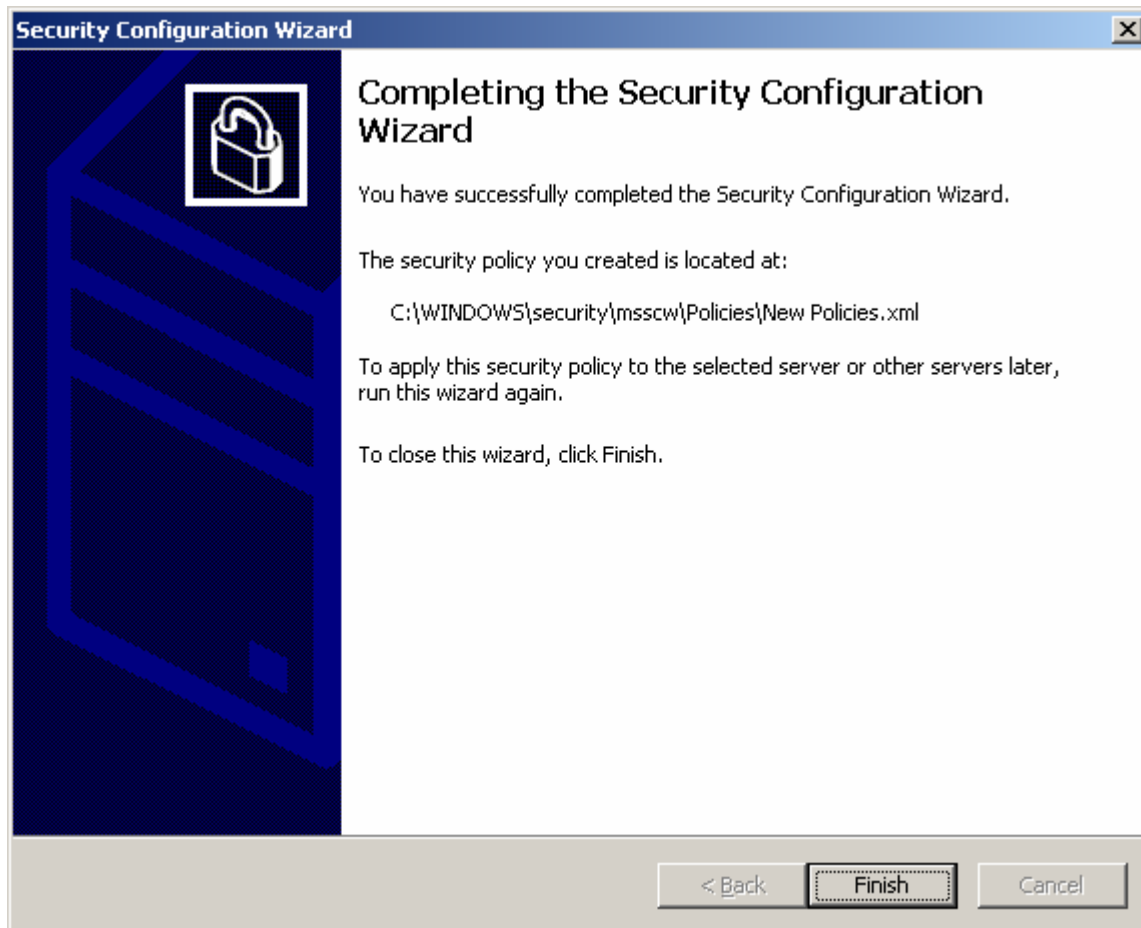 Security Configuration Wizard
Completing the Security Configuration
Wizard
You have successfully completed the Security Configuration Wizard.
The security policy you created is located at:
C:\WINDOWS\security\msscw\Policies\New Policies.xml
To apply this security policy to the selected server or other servers later,
run this wizard again.
To close this wizard, click Finish.
< Back Finish Cancel